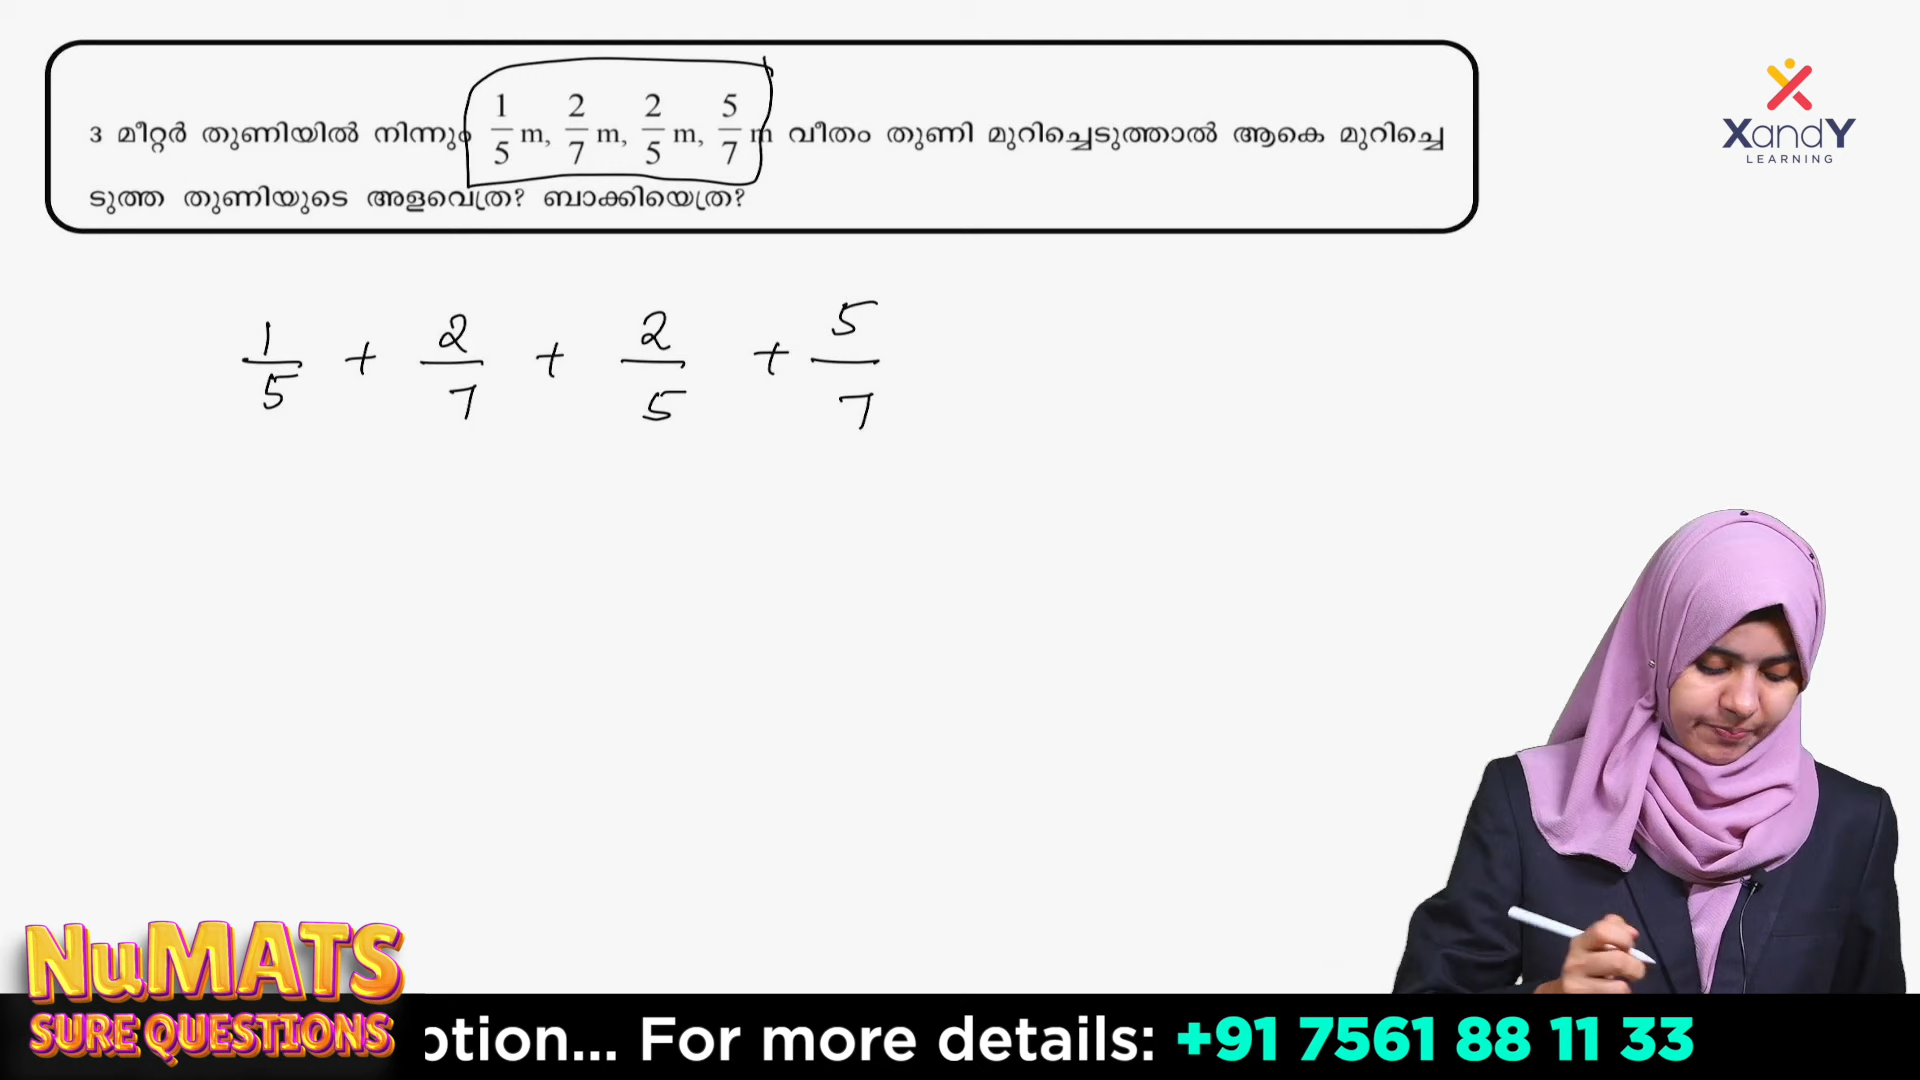 3 മീറ്റർ തുണിയിൽ നിന്നും 1/5 m, 2/7 m, 2/5 m, 5/7 m വീതം തുണി മുറിച്ചെടുത്താൽ ആകെ മുറിച്ചെ
ടുത്ത തുണിയുടെ അളവെത്ര? ബാക്കിയെത്ര?
XandY
LEARNING
1/5 + 2/7 + 2/5 + 5/7
NuMATS
SURE QUESTIONS
ption... For more details: +91 7561 88 11 33